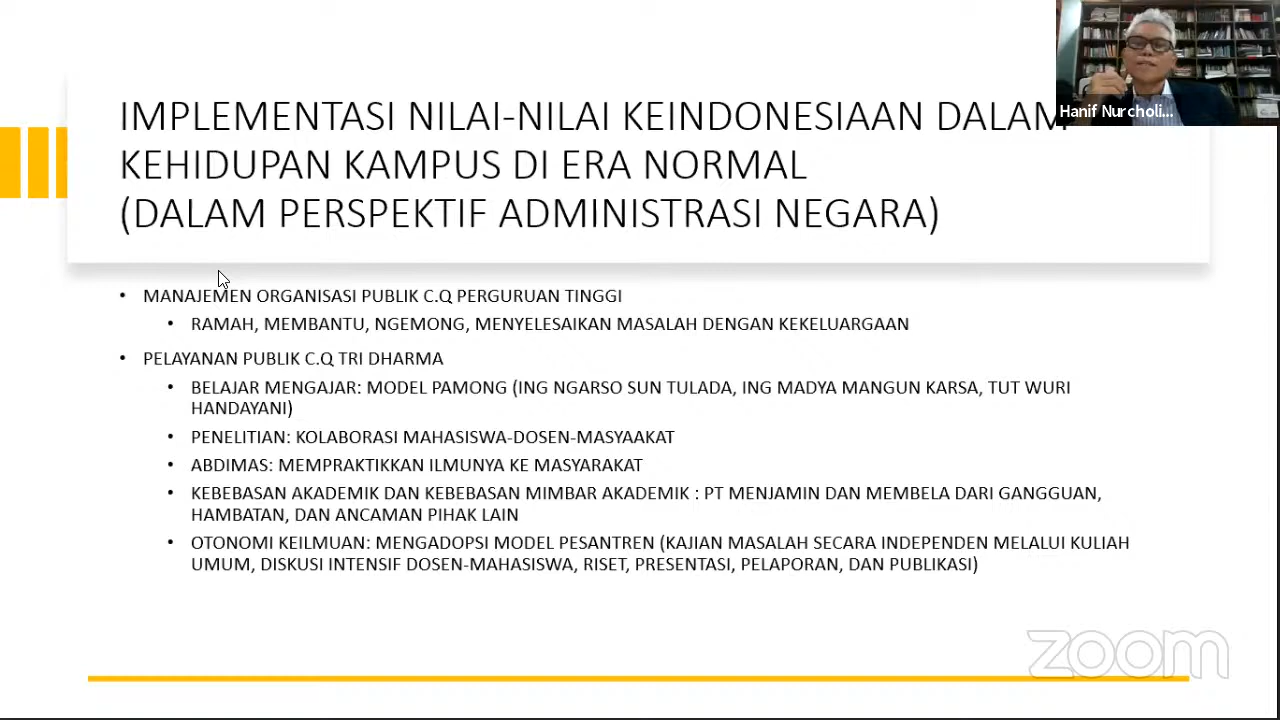 Hanif Nurcholi...
IMPLEMENTASI NILAI-NILAI KEINDONESIAAN DALAM
KEHIDUPAN KAMPUS DI ERA NORMAL
(DALAM PERSPEKTIF ADMINISTRASI NEGARA)
• MANAJEMEN ORGANISASI PUBLIK C.Q PERGURUAN TINGGI
• RAMAH, MEMBANTU, NGEMONG, MENYELESAIKAN MASALAH DENGAN KEKELUARGAAN
• PELAYANAN PUBLIK C.Q TRI DHARMA
• BELAJAR MENGAJAR: MODEL PAMONG (ING NGARSO SUN TULADA, ING MADYA MANGUN KARSA, TUT WURI
HANDAYANI)
• PENELITIAN: KOLABORASI MAHASISWA-DOSEN-MASYAAKAT
• ABDIMAS: MEMPRAKTIKKAN ILMUNYA KE MASYARAKAT
• KEBEBASAN AKADEMIK DAN KEBEBASAN MIMBAR AKADEMIK : PT MENJAMIN DAN MEMBELA DARI GANGGUAN,
HAMBATAN, DAN ANCAMAN PIHAK LAIN
• OTONOMI KEILMUAN: MENGADOPSI MODEL PESANTREN (KAJIAN MASALAH SECARA INDEPENDEN MELALUI KULIAH
UMUM, DISKUSI INTENSIF DOSEN-MAHASISWA, RISET, PRESENTASI, PELAPORAN, DAN PUBLIKASI)
zoom